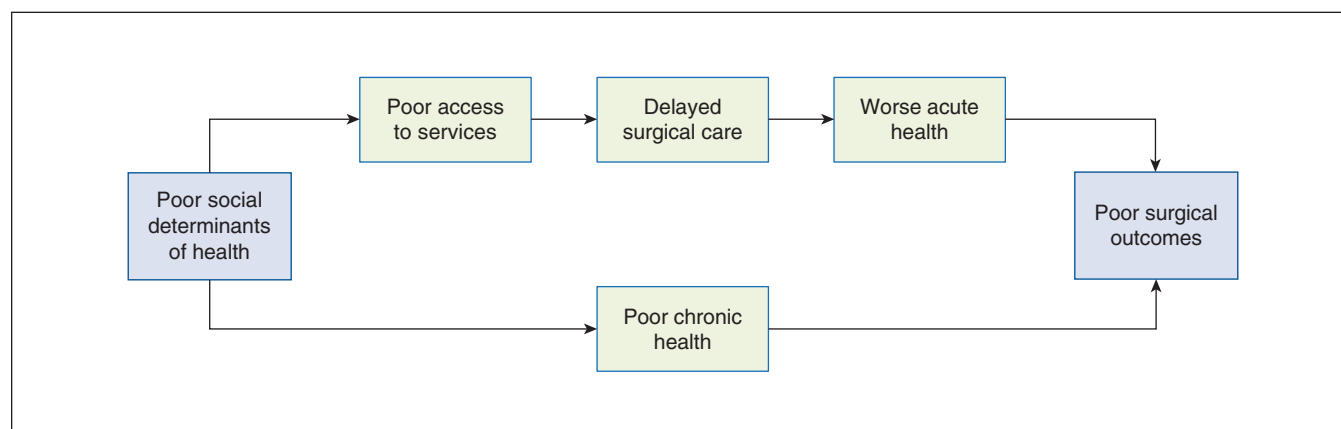 Poor access
to services
Delayed
surgical care
Worse acute
health
Poor social
determinants
of health
Poor surgical
outcomes
Poor chronic
health